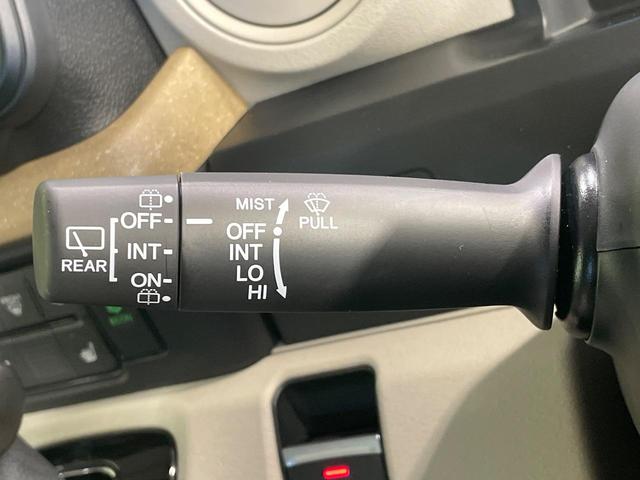 REAR
OFF
INT
ON
MIST
OFF
INT
LO
HI
PULL